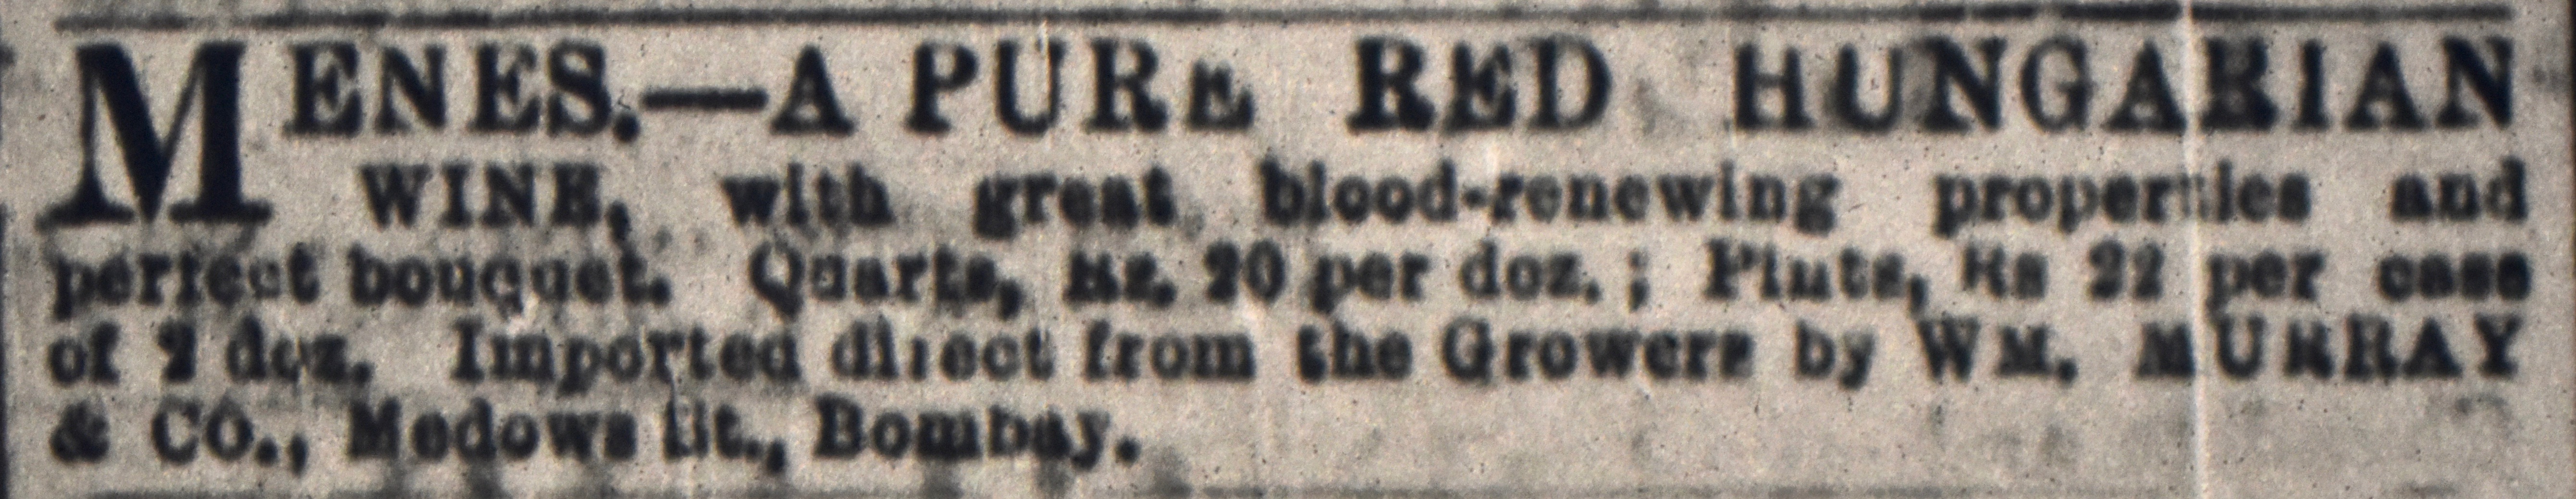 MENES.—A PURE RED HUNGARIAN
WINE, with great blood-renewing properties and
perfect bouquet. Quarts, Rs. 20 per doz. ; Pints, Rs 22 per case
of 2 doz. Imported direct from the Growers by WM. MURRAY
& CO., Medows St., Bombay.